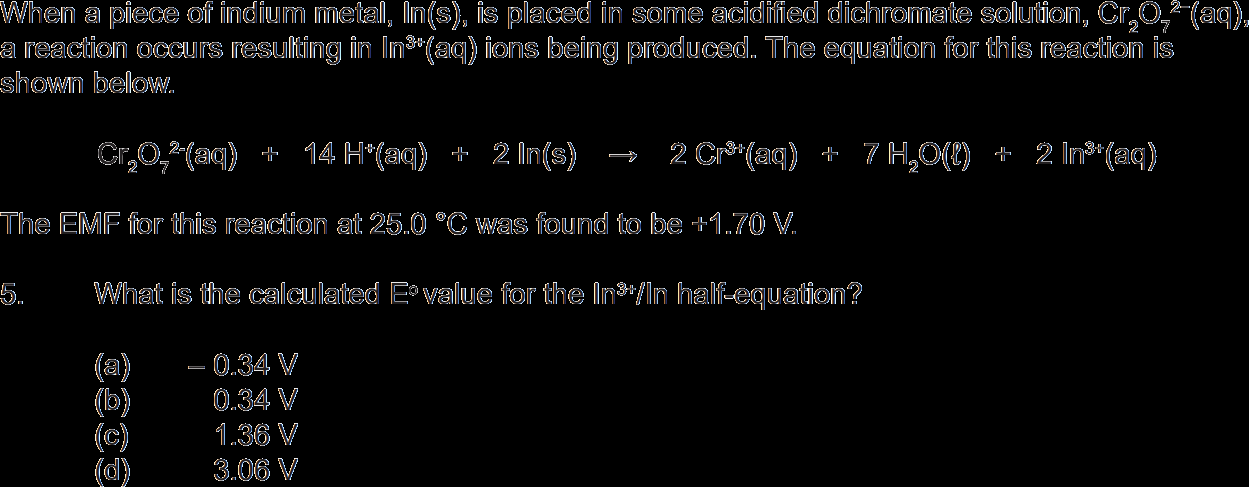 When a piece of indium metal, In(s), is placed in some acidified dichromate solution, Cr₂O₇²⁻(aq),
a reaction occurs resulting in In³⁺(aq) ions being produced. The equation for this reaction is
shown below.
Cr₂O₇²⁻(aq) + 14 H⁺(aq) + 2 In(s) → 2 Cr³⁺(aq) + 7 H₂O(ℓ) + 2 In³⁺(aq)
The EMF for this reaction at 25.0 °C was found to be +1.70 V.
5. What is the calculated Eº value for the In³⁺/In half-equation?
(a) – 0.34 V
(b) 0.34 V
(c) 1.36 V
(d) 3.06 V